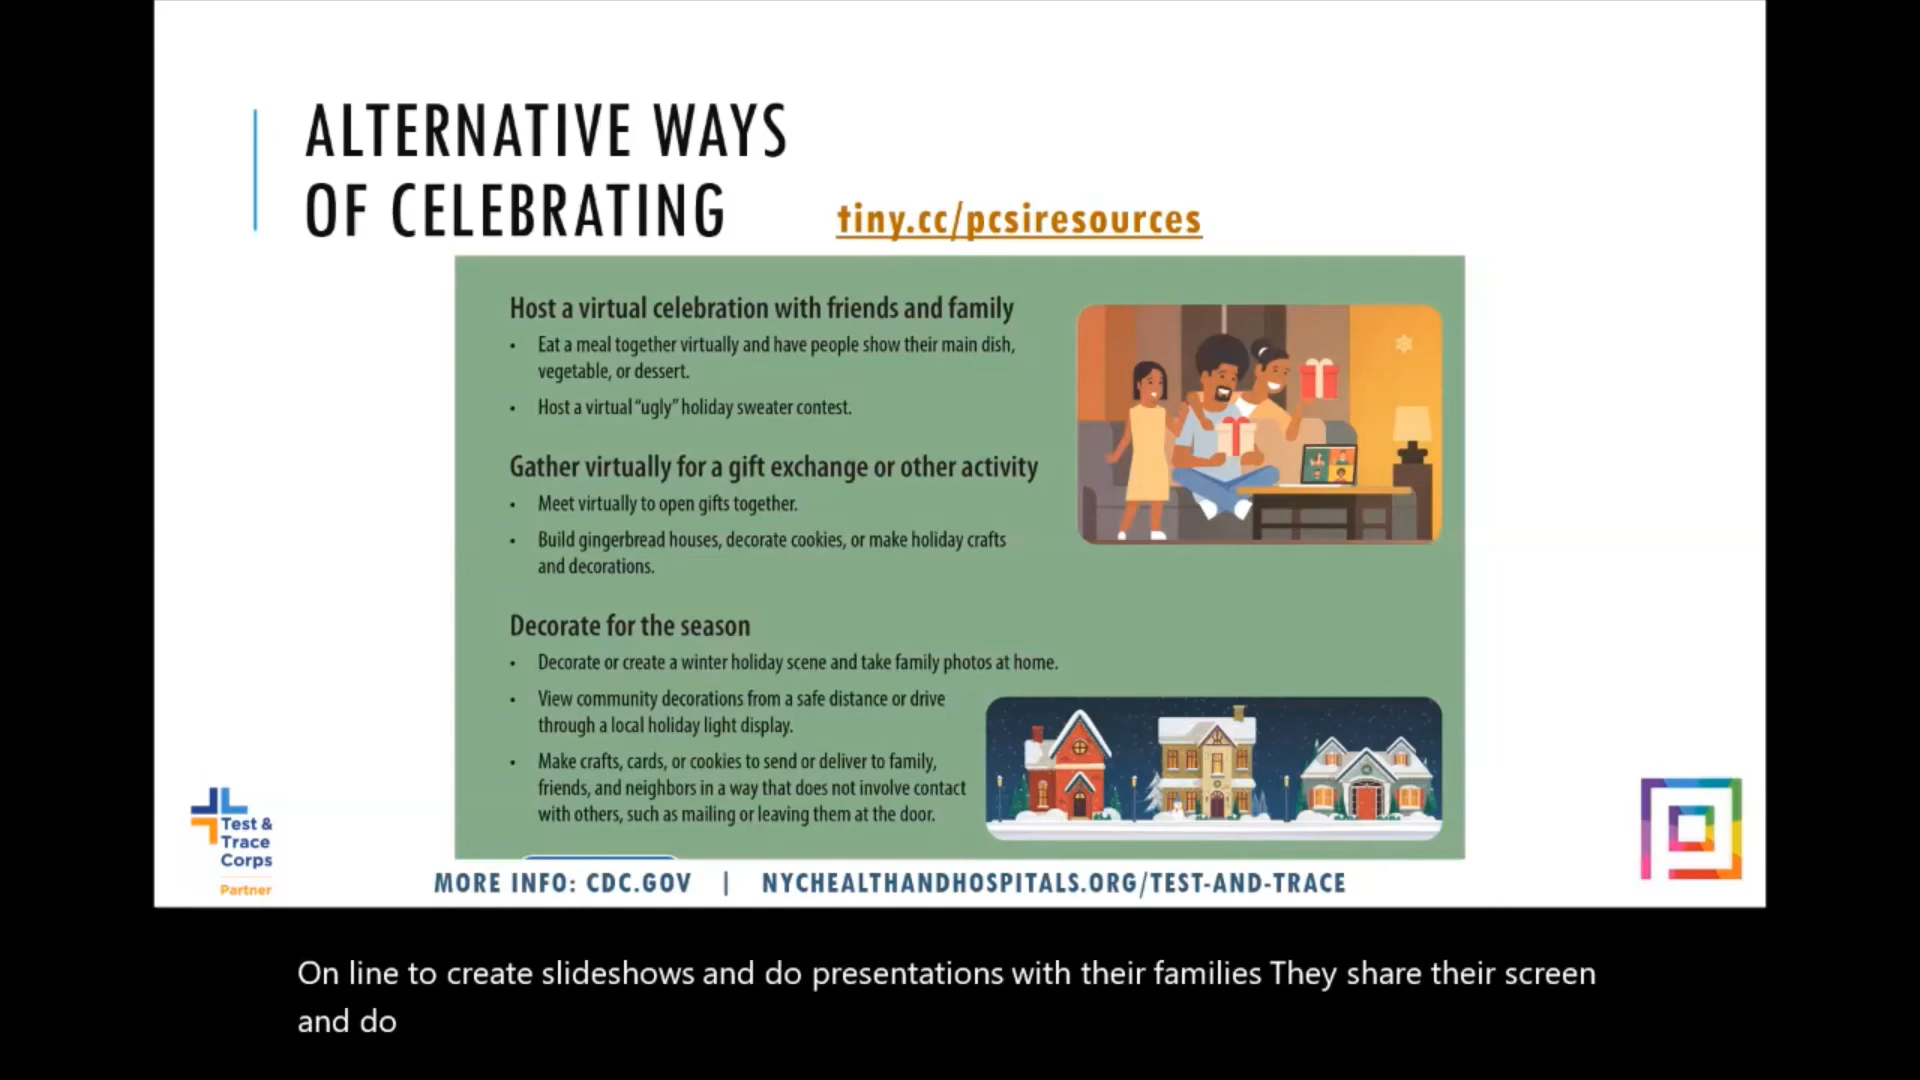 ALTERNATIVE WAYS
OF CELEBRATING
tiny.cc/pcsiresources
Host a virtual celebration with friends and family
• Eat a meal together virtually and have people show their main dish,
vegetable, or dessert.
• Host a virtual “ugly” holiday sweater contest.
Gather virtually for a gift exchange or other activity
• Meet virtually to open gifts together.
• Build gingerbread houses, decorate cookies, or make holiday crafts
and decorations.
Decorate for the season
• Decorate or create a winter holiday scene and take family photos at home.
• View community decorations from a safe distance or drive
through a local holiday light display.
• Make crafts, cards, or cookies to send or deliver to family,
friends, and neighbors in a way that does not involve contact
with others, such as mailing or leaving them at the door.
Test &
Trace
Corps
Partner
MORE INFO: CDC.GOV | NYCHEALTHANDHOSPITALS.ORG/TEST-AND-TRACE
On line to create slideshows and do presentations with their families They share their screen
and do